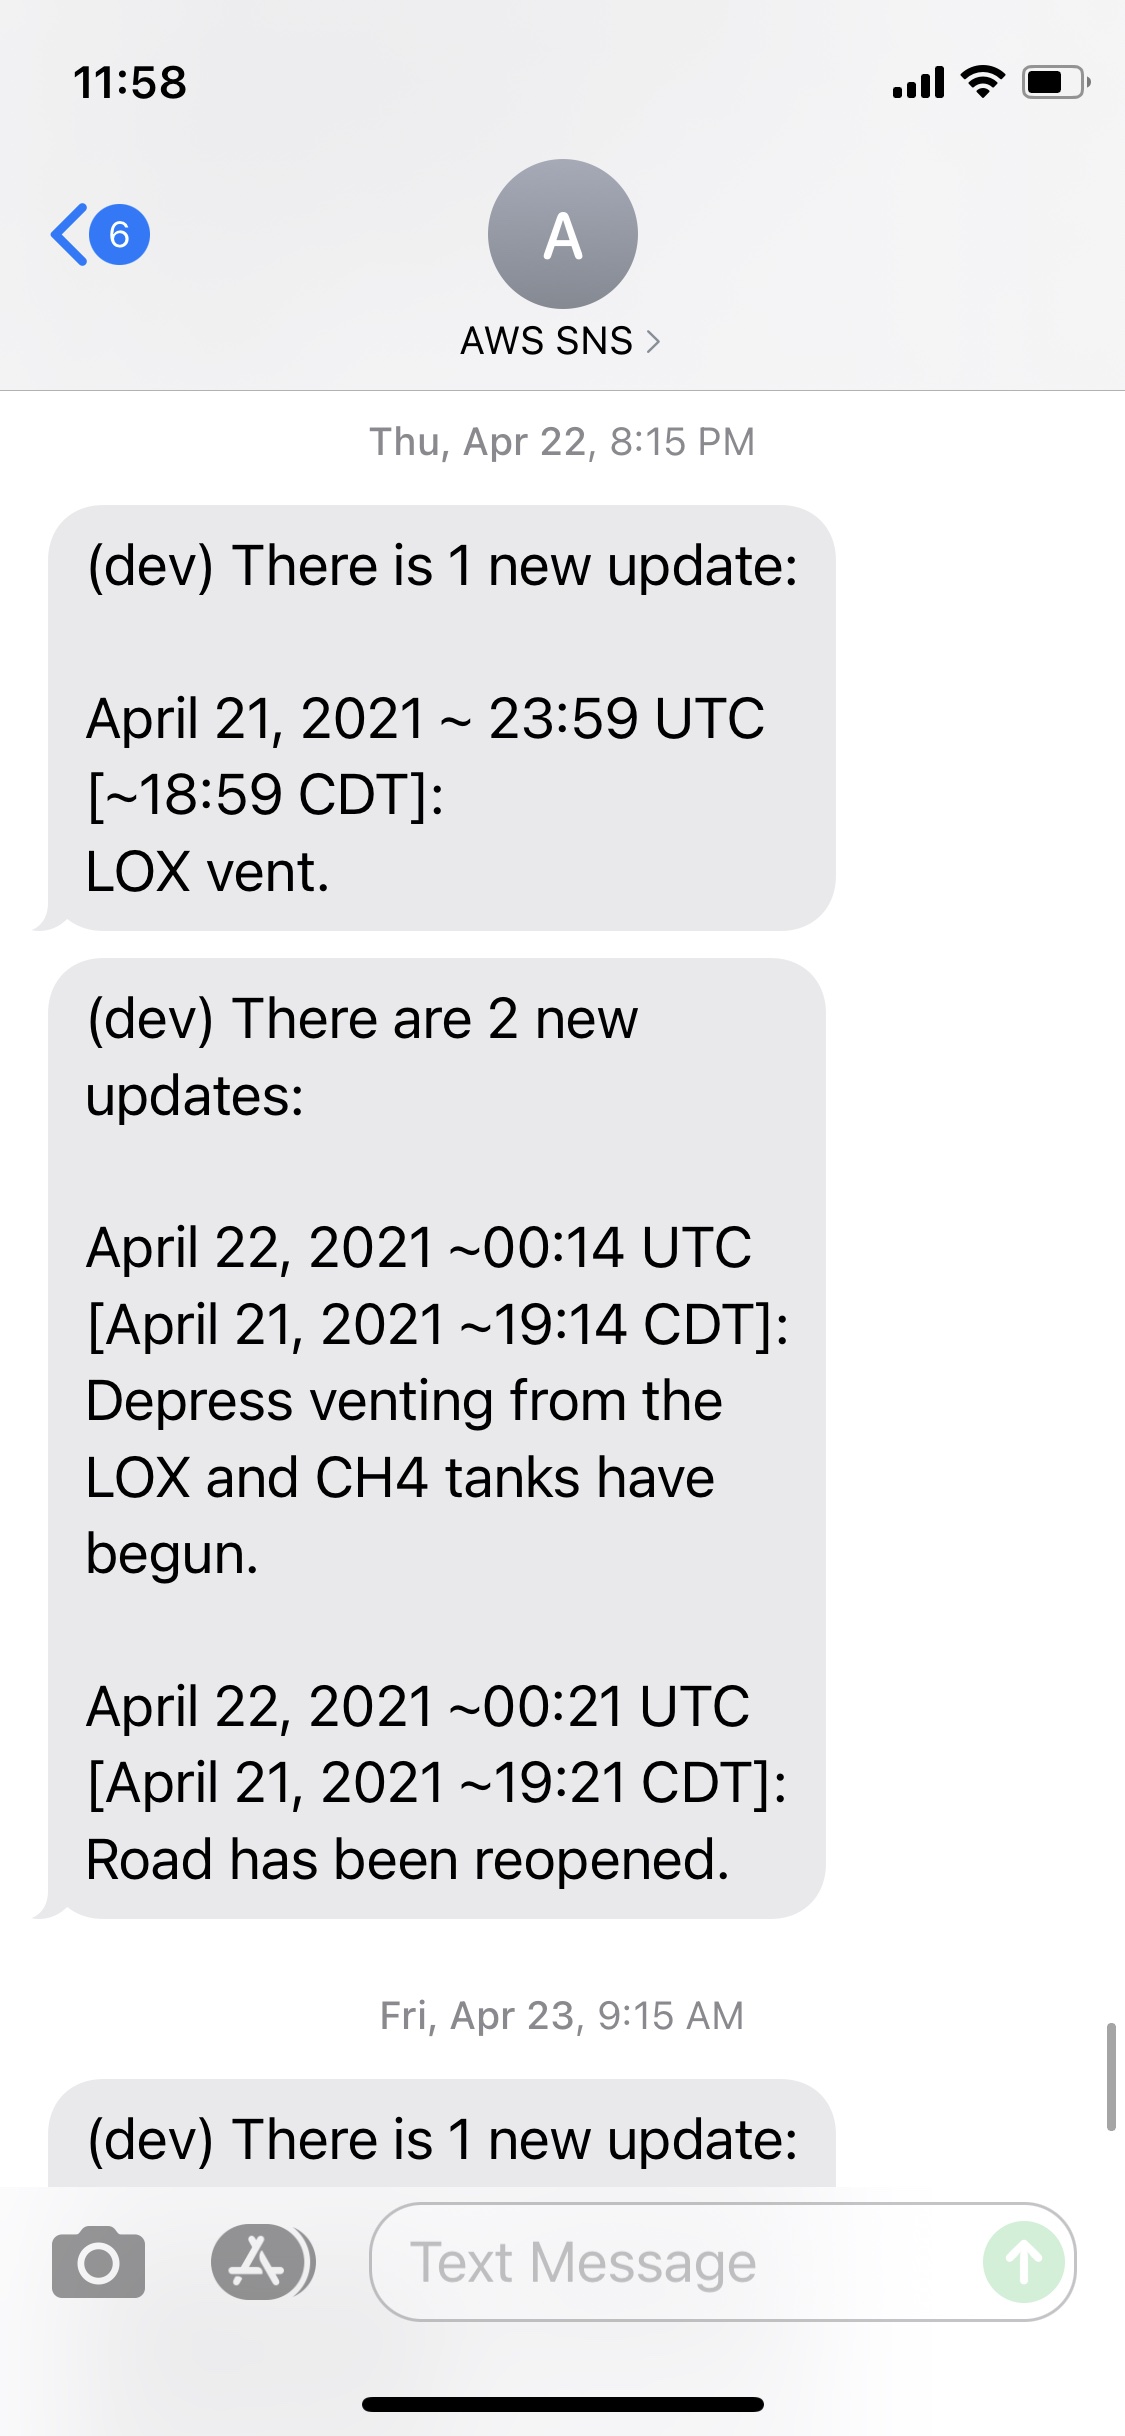 11:58
6
A
AWS SNS
Thu, Apr 22, 8:15 PM
(dev) There is 1 new update:
April 21, 2021 ~ 23:59 UTC
[~18:59 CDT]:
LOX vent.
(dev) There are 2 new
updates:
April 22, 2021 ~00:14 UTC
[April 21, 2021 ~19:14 CDT]:
Depress venting from the
LOX and CH4 tanks have
begun.
April 22, 2021 ~00:21 UTC
[April 21, 2021 ~19:21 CDT]:
Road has been reopened.
Fri, Apr 23, 9:15 AM
(dev) There is 1 new update:
Text Message